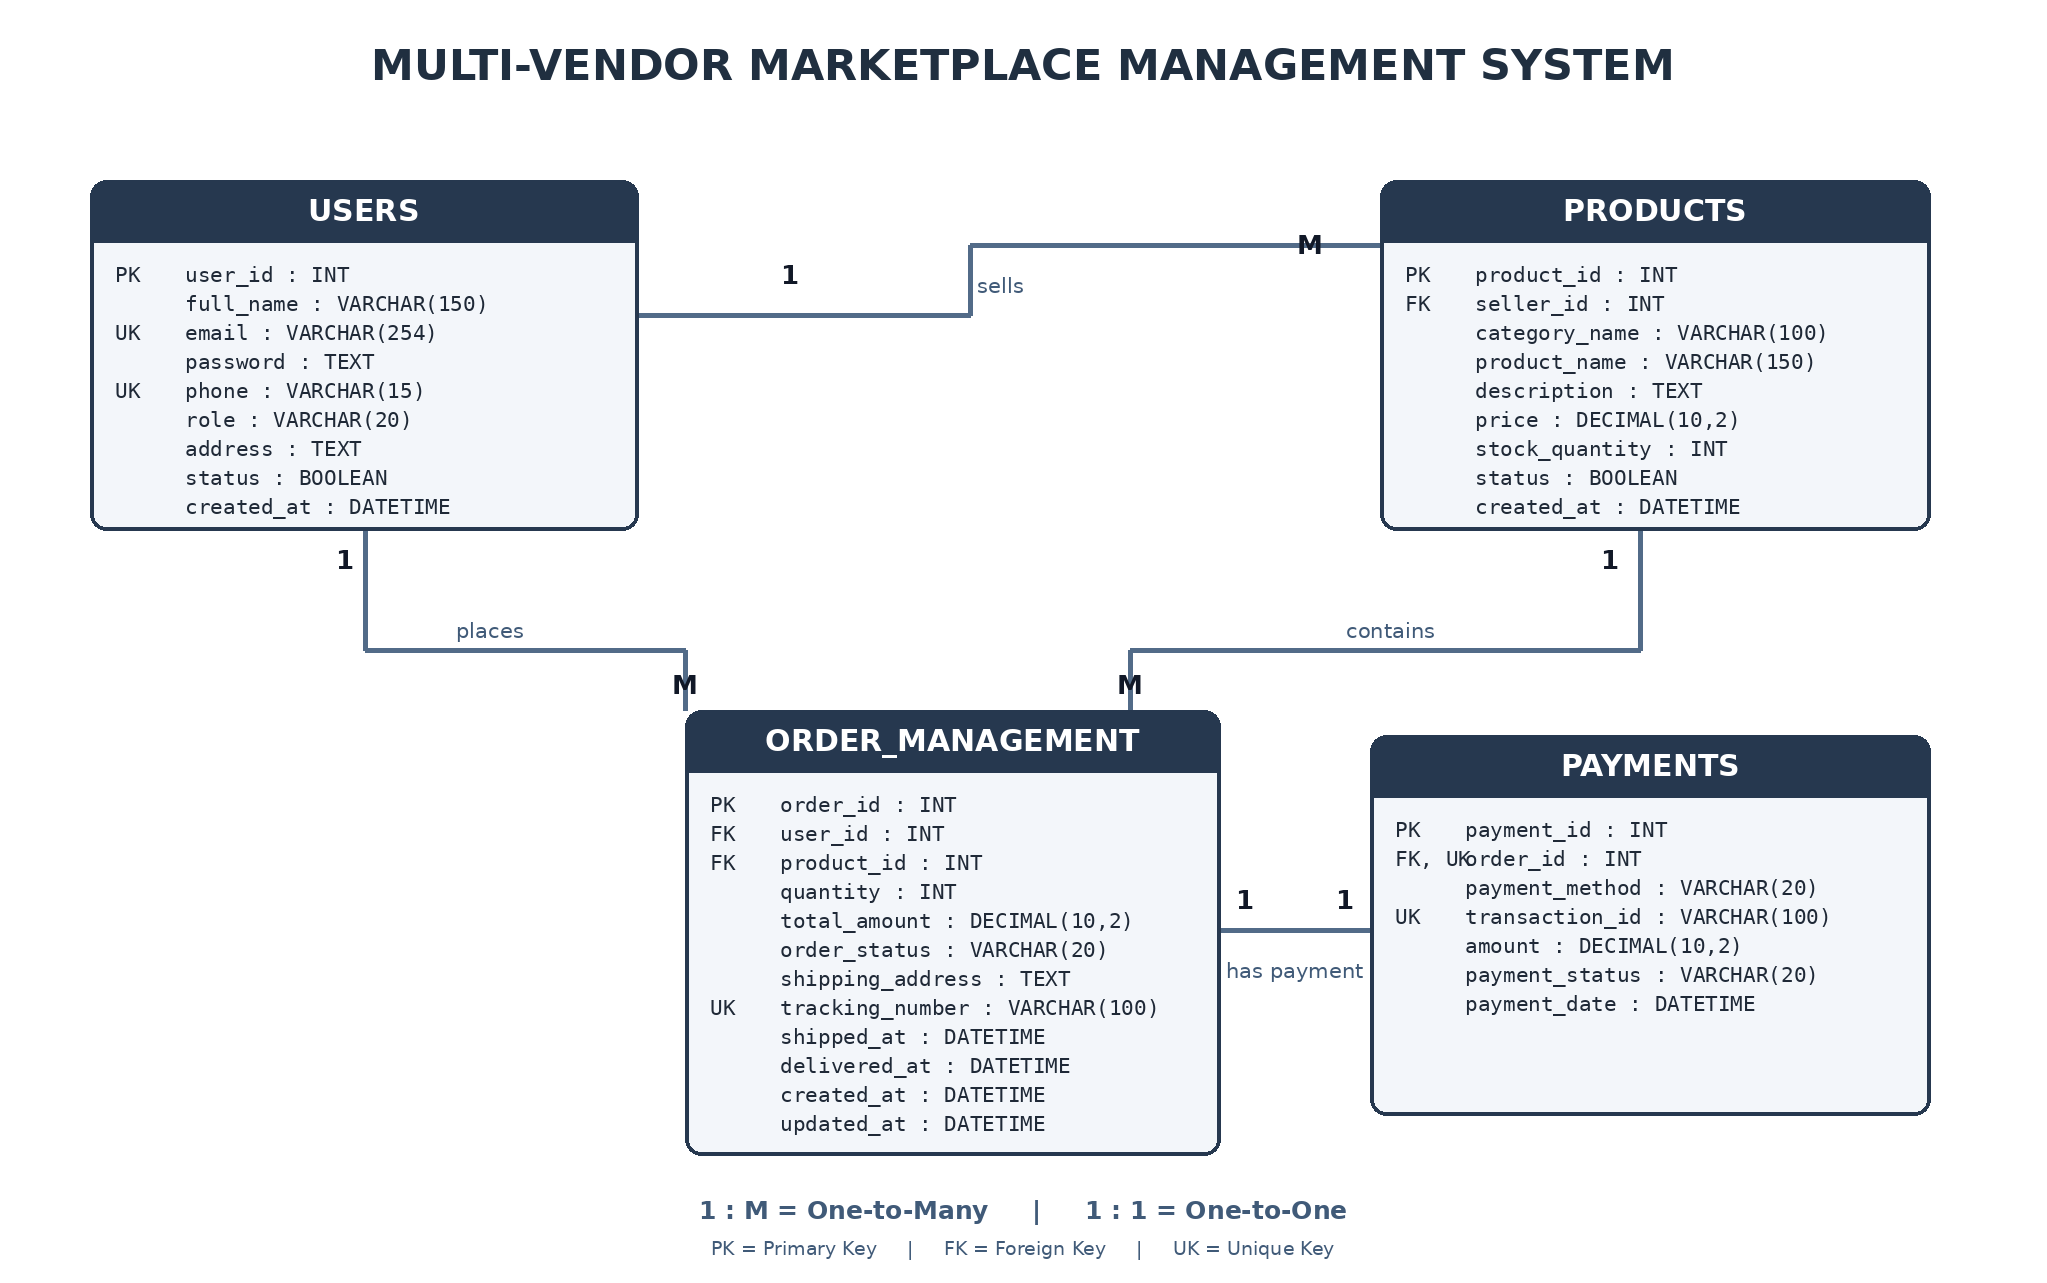 MULTI-VENDOR MARKETPLACE MANAGEMENT SYSTEM
USERS
PK user_id : INT
full_name : VARCHAR(150)
UK email : VARCHAR(254)
password : TEXT
UK phone : VARCHAR(15)
role : VARCHAR(20)
address : TEXT
status : BOOLEAN
created_at : DATETIME
1
sells
M
PRODUCTS
PK product_id : INT
FK seller_id : INT
category_name : VARCHAR(100)
product_name : VARCHAR(150)
description : TEXT
price : DECIMAL(10,2)
stock_quantity : INT
status : BOOLEAN
created_at : DATETIME
1
places
M
1
contains
M
ORDER_MANAGEMENT
PK order_id : INT
FK user_id : INT
FK product_id : INT
quantity : INT
total_amount : DECIMAL(10,2)
order_status : VARCHAR(20)
shipping_address : TEXT
UK tracking_number : VARCHAR(100)
shipped_at : DATETIME
delivered_at : DATETIME
created_at : DATETIME
updated_at : DATETIME
1 1
has payment
PAYMENTS
PK payment_id : INT
FK, UK order_id : INT
payment_method : VARCHAR(20)
UK transaction_id : VARCHAR(100)
amount : DECIMAL(10,2)
payment_status : VARCHAR(20)
payment_date : DATETIME
1 : M = One-to-Many | 1 : 1 = One-to-One
PK = Primary Key | FK = Foreign Key | UK = Unique Key